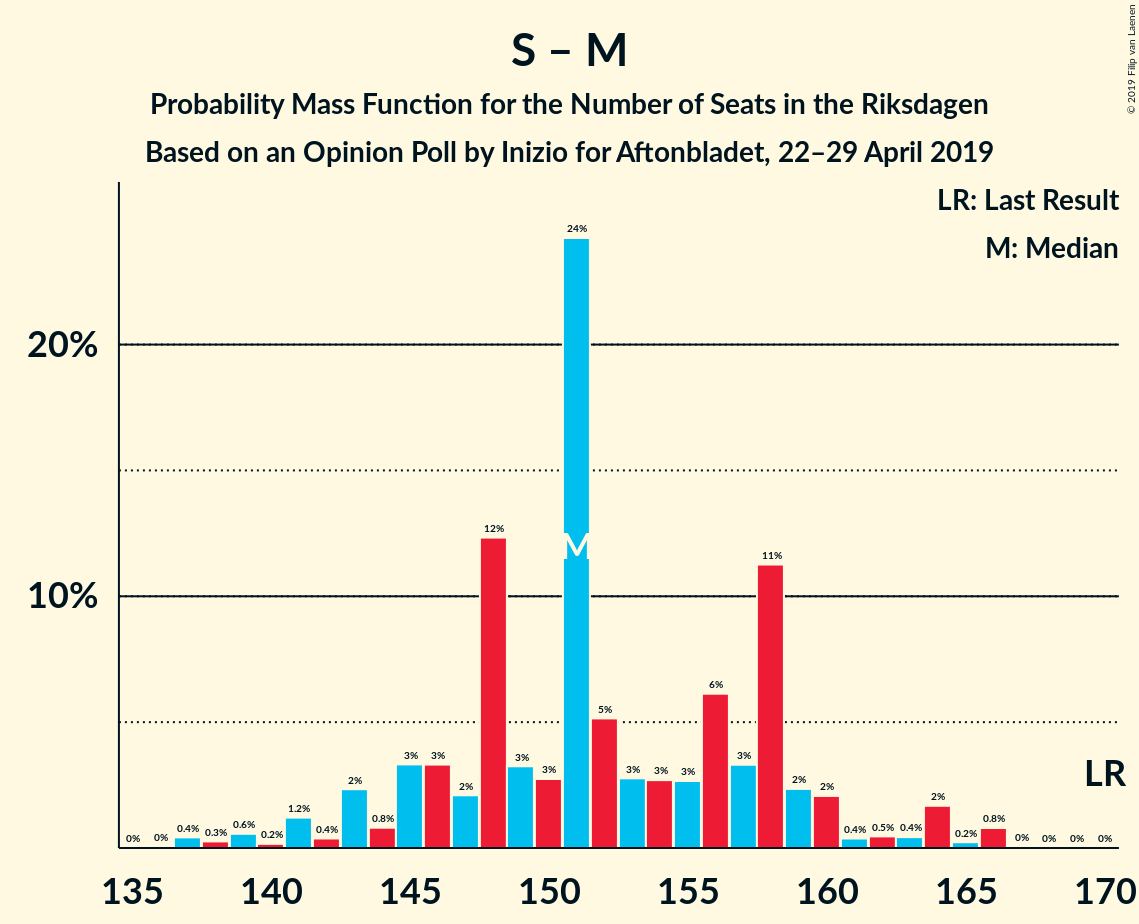 S – M
Probability Mass Function for the Number of Seats in the Riksdagen
Based on an Opinion Poll by Inizio for Aftonbladet, 22–29 April 2019
© 2019 Filip van Laenen
LR: Last Result
M: Median
20%
10%
0% 0% 0.4% 0.3% 0.6% 0.2% 1.2% 0.4% 2% 0.8% 3% 3% 2% 12% 3% 3% 24% 5% 3% 3% 3% 6% 3% 11% 2% 2% 0.4% 0.5% 0.4% 2% 0.2% 0.8% 0% 0% 0% 0%
M
LR
135 140 145 150 155 160 165 170